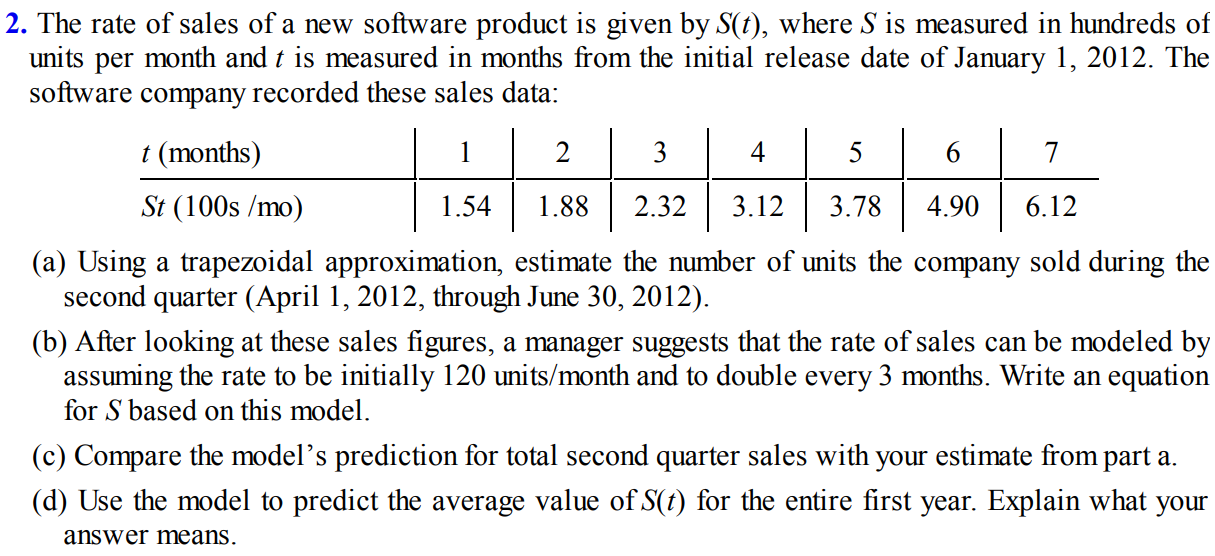 2. The rate of sales of a new software product is given by S(t), where S is measured in hundreds of
units per month and t is measured in months from the initial release date of January 1, 2012. The
software company recorded these sales data:
t (months) 1 2 3 4 5 6 7
St (100s /mo) 1.54 1.88 2.32 3.12 3.78 4.90 6.12
(a) Using a trapezoidal approximation, estimate the number of units the company sold during the
second quarter (April 1, 2012, through June 30, 2012).
(b) After looking at these sales figures, a manager suggests that the rate of sales can be modeled by
assuming the rate to be initially 120 units/month and to double every 3 months. Write an equation
for S based on this model.
(c) Compare the model’s prediction for total second quarter sales with your estimate from part a.
(d) Use the model to predict the average value of S(t) for the entire first year. Explain what your
answer means.